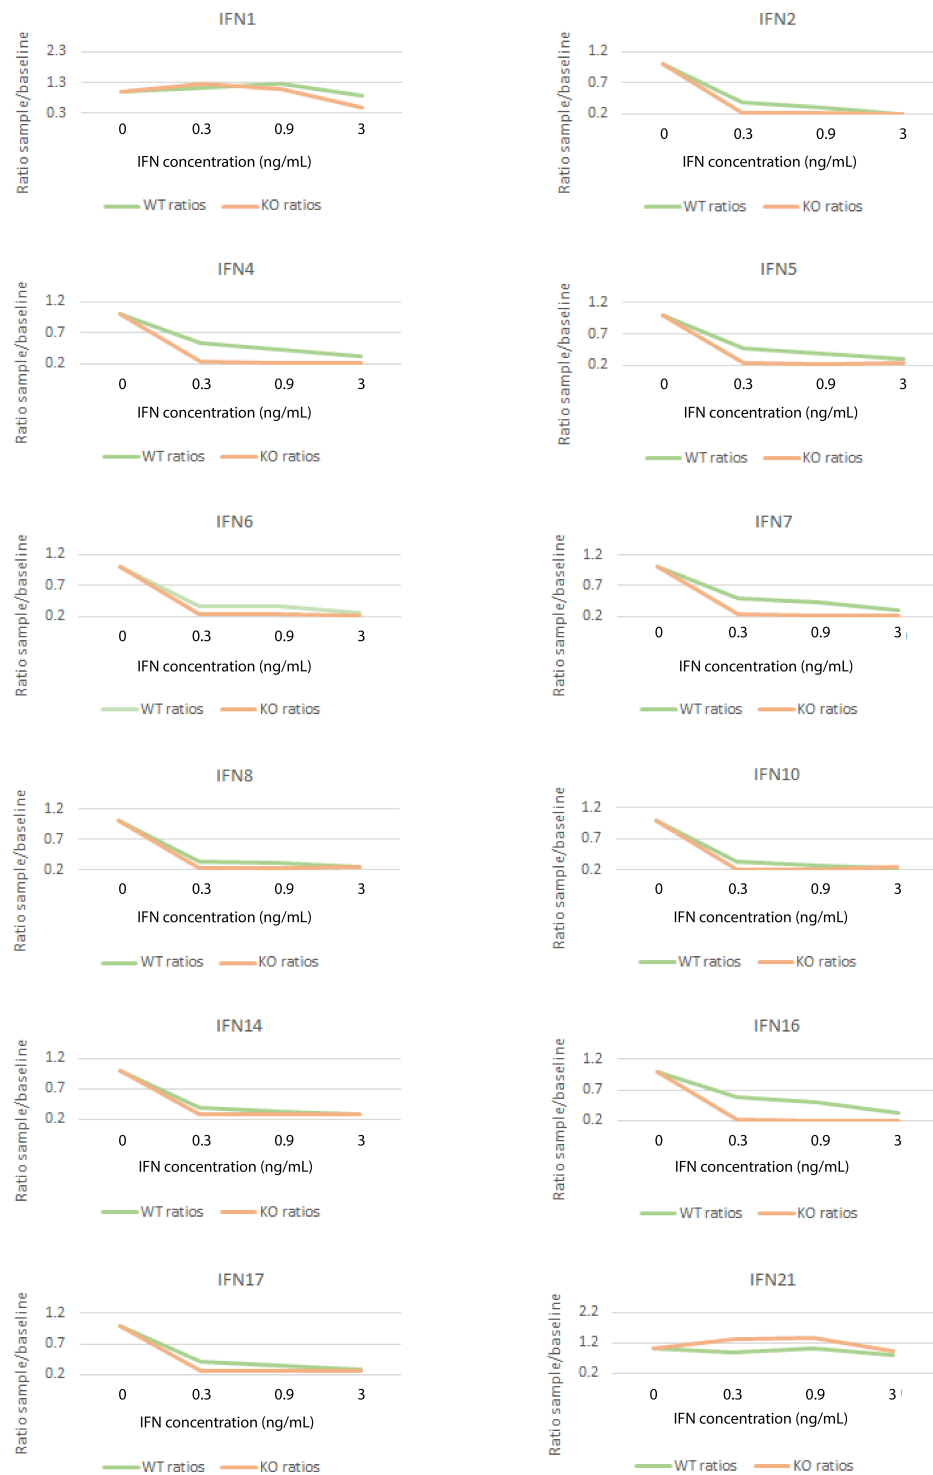 IFN1
Ratio sample/baseline
2.3
1.3
0.3
0 0.3 0.9 3
IFN concentration (ng/mL)
WT ratios KO ratios
IFN2
Ratio sample/baseline
1.2
0.7
0.2
0 0.3 0.9 3
IFN concentration (ng/mL)
WT ratios KO ratios
IFN4
Ratio sample/baseline
1.2
0.7
0.2
0 0.3 0.9 3
IFN concentration (ng/mL)
WT ratios KO ratios
IFN5
Ratio sample/baseline
1.2
0.7
0.2
0 0.3 0.9 3
IFN concentration (ng/mL)
WT ratios KO ratios
IFN6
Ratio sample/baseline
1.2
0.7
0.2
0 0.3 0.9 3
IFN concentration (ng/mL)
WT ratios KO ratios
IFN7
Ratio sample/baseline
1.2
0.7
0.2
0 0.3 0.9 3
IFN concentration (ng/mL)
WT ratios KO ratios
IFN8
Ratio sample/baseline
1.2
0.7
0.2
0 0.3 0.9 3
IFN concentration (ng/mL)
WT ratios KO ratios
IFN10
Ratio sample/baseline
1.2
0.7
0.2
0 0.3 0.9 3
IFN concentration (ng/mL)
WT ratios KO ratios
IFN14
Ratio sample/baseline
1.2
0.7
0.2
0 0.3 0.9 3
IFN concentration (ng/mL)
WT ratios KO ratios
IFN16
Ratio sample/baseline
1.2
0.7
0.2
0 0.3 0.9 3
IFN concentration (ng/mL)
WT ratios KO ratios
IFN17
Ratio sample/baseline
1.2
0.7
0.2
0 0.3 0.9 3
IFN concentration (ng/mL)
WT ratios KO ratios
IFN21
Ratio sample/baseline
2.2
1.2
0.2
0 0.3 0.9 3
IFN concentration (ng/mL)
WT ratios KO ratios